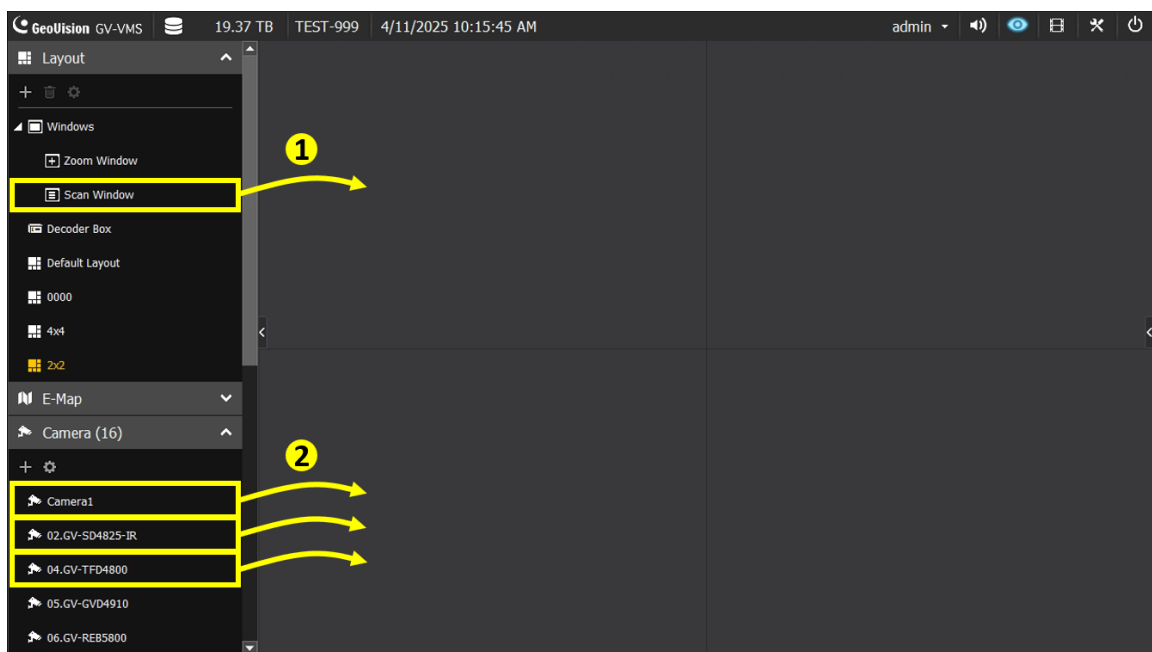 GeoVision GV-VMS 19.37 TB TEST-999 4/11/2025 10:15:45 AM admin
Layout
Windows
1
Zoom Window
Scan Window
Decoder Box
Default Layout
0000
4x4
2x2
E-Map
Camera (16)
2
Camera1
02.GV-SD4825-IR
04.GV-TFD4800
05.GV-GVD4910
06.GV-REB5800